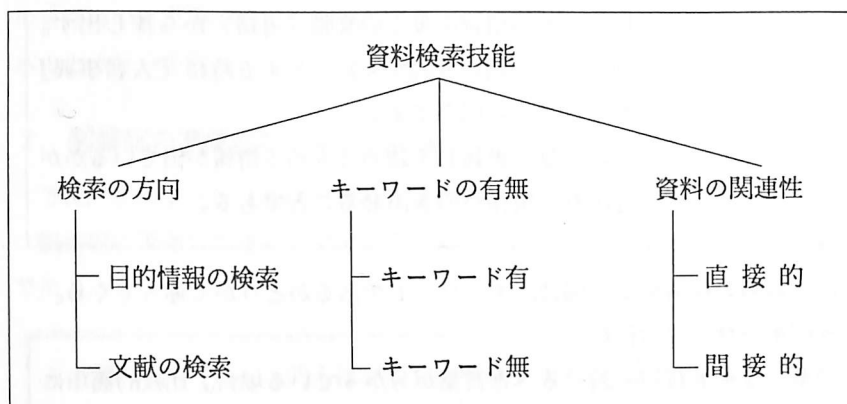 資料検索技能
検索の方向 キーワードの有無 資料の関連性
目的情報の検索 キーワード有 直接的
文献の検索 キーワード無 間接的